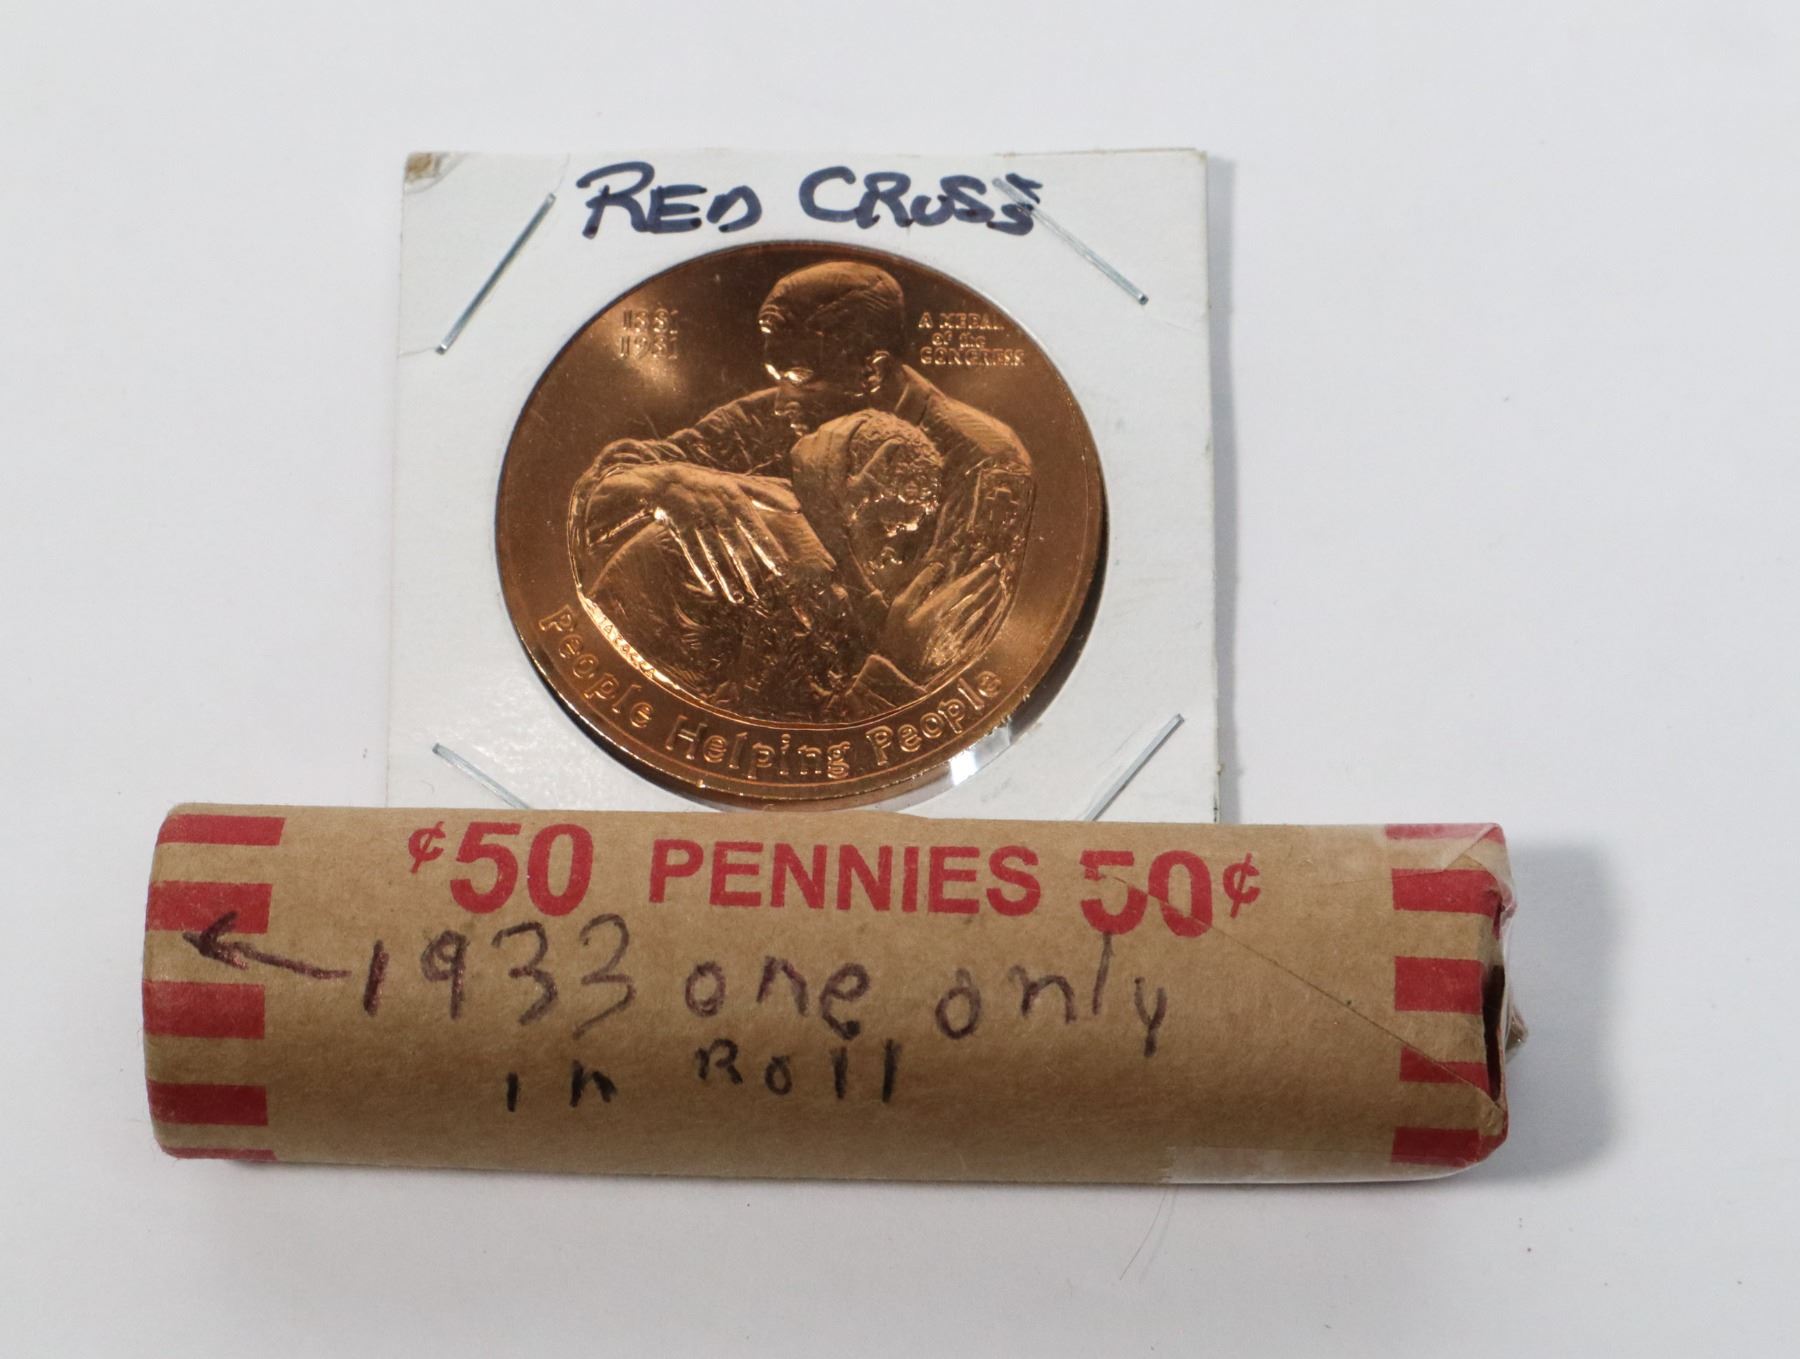 RED CROSS
1881
1981
A MEDAL
of the
CONGRESS
People Helping People
¢50 PENNIES 50¢
←1933 one only
in Roll